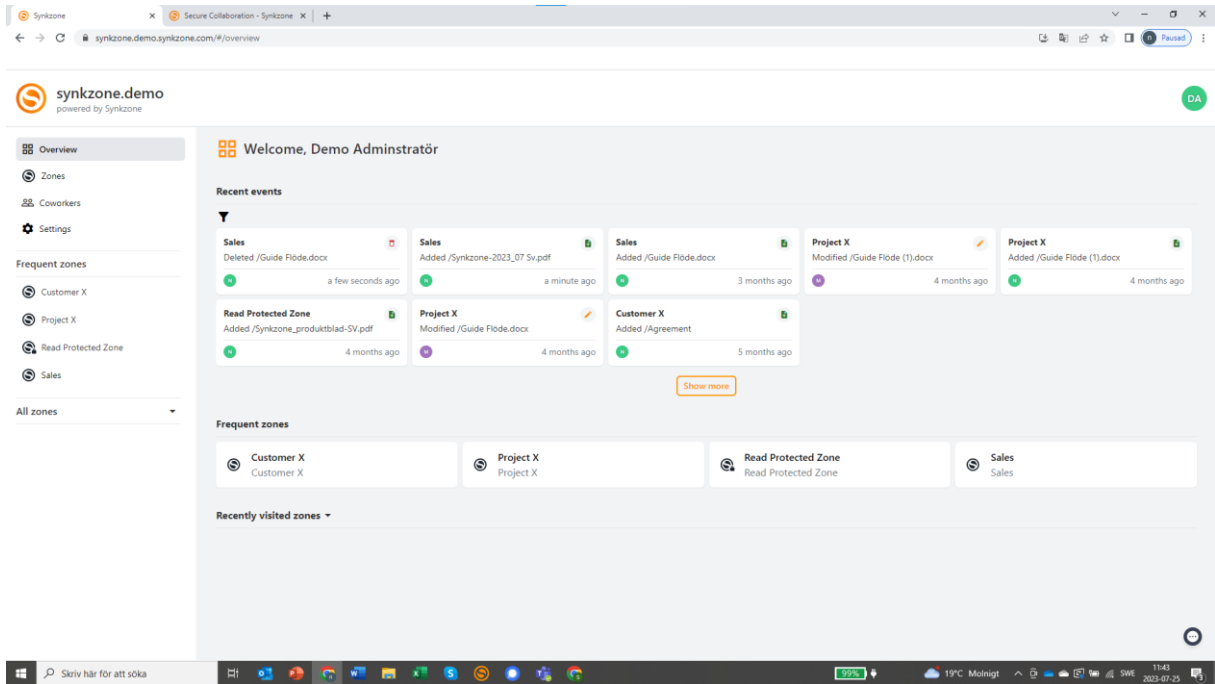 Synkzone
Secure Collaboration - Synkzone
synkzone.demo.synkzone.com/#/overview
n Paused
synkzone.demo
powered by Synkzone
DA
Overview
Zones
Coworkers
Settings
Frequent zones
Customer X
Project X
Read Protected Zone
Sales
All zones
Welcome, Demo Adminstratör
Recent events
Sales
Deleted /Guide Flöde.docx
N a few seconds ago
Sales
Added /Synkzone-2023_07 Sv.pdf
N a minute ago
Sales
Added /Guide Flöde.docx
N 3 months ago
Project X
Modified /Guide Flöde (1).docx
M 4 months ago
Project X
Added /Guide Flöde (1).docx
N 4 months ago
Read Protected Zone
Added /Synkzone_produktblad-SV.pdf
N 4 months ago
Project X
Modified /Guide Flöde.docx
M 4 months ago
Customer X
Added /Agreement
N 5 months ago
Show more
Frequent zones
Customer X
Customer X
Project X
Project X
Read Protected Zone
Read Protected Zone
Sales
Sales
Recently visited zones
Skriv här för att söka
99%
19°C Molnigt
SWE
11:43
2023-07-25